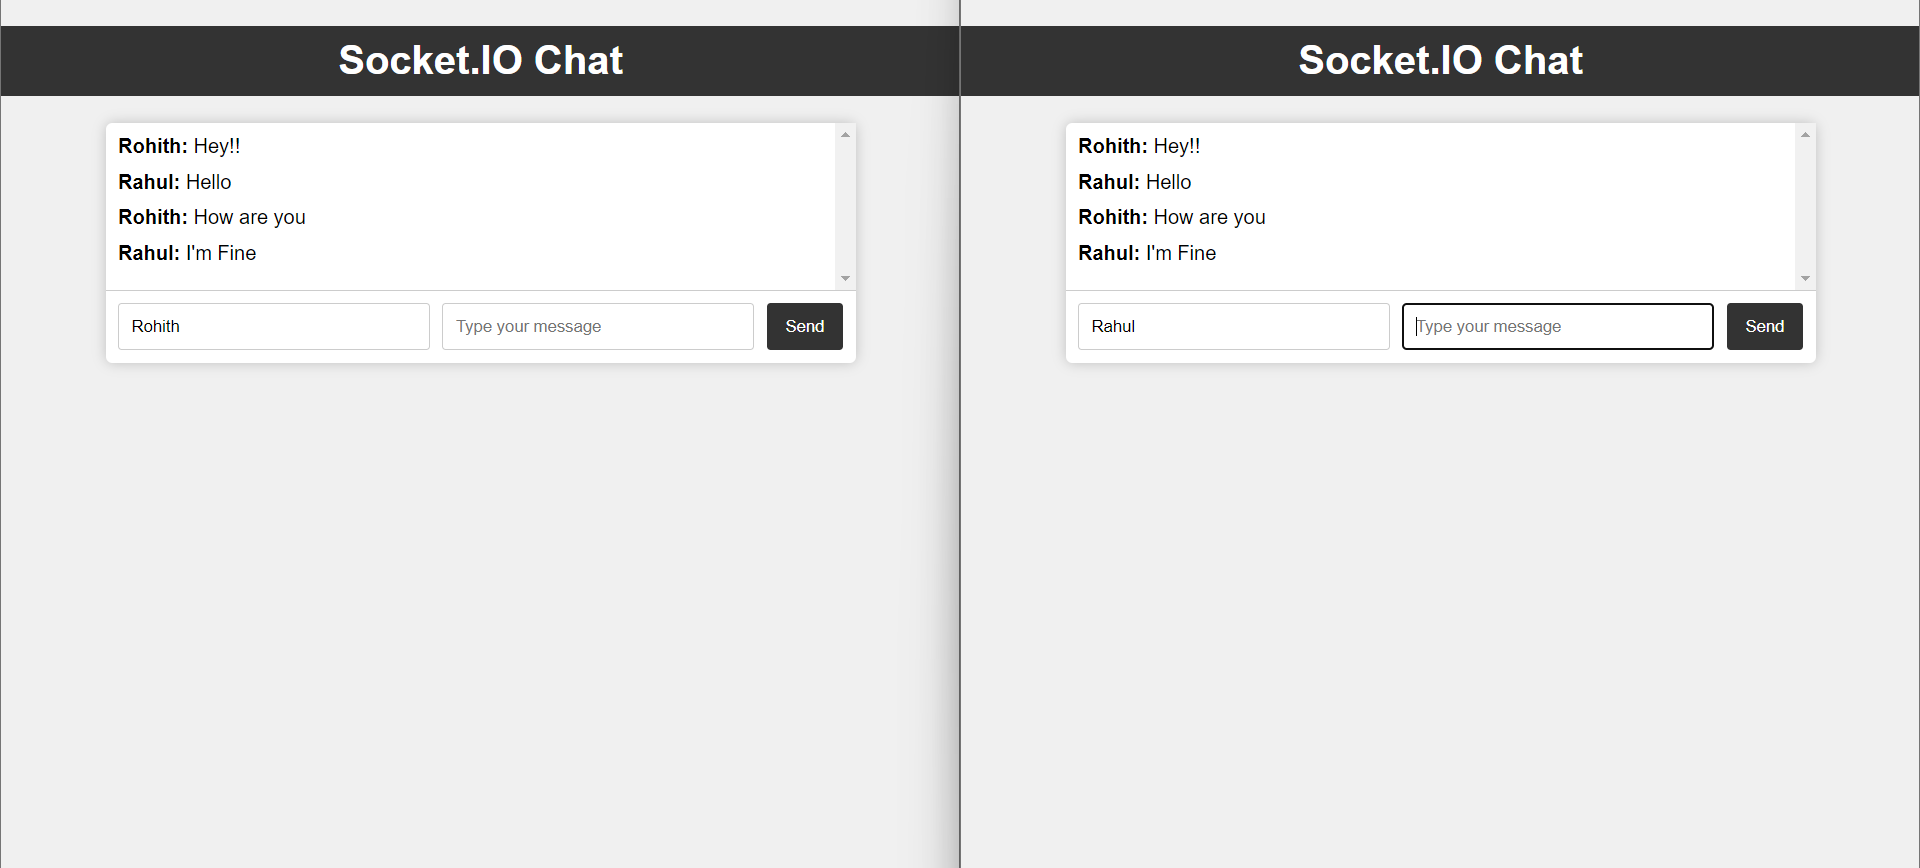 Socket.IO Chat
Rohith: Hey!!
Rahul: Hello
Rohith: How are you
Rahul: I'm Fine
Rohith
Type your message
Send
Socket.IO Chat
Rohith: Hey!!
Rahul: Hello
Rohith: How are you
Rahul: I'm Fine
Rahul
Type your message
Send